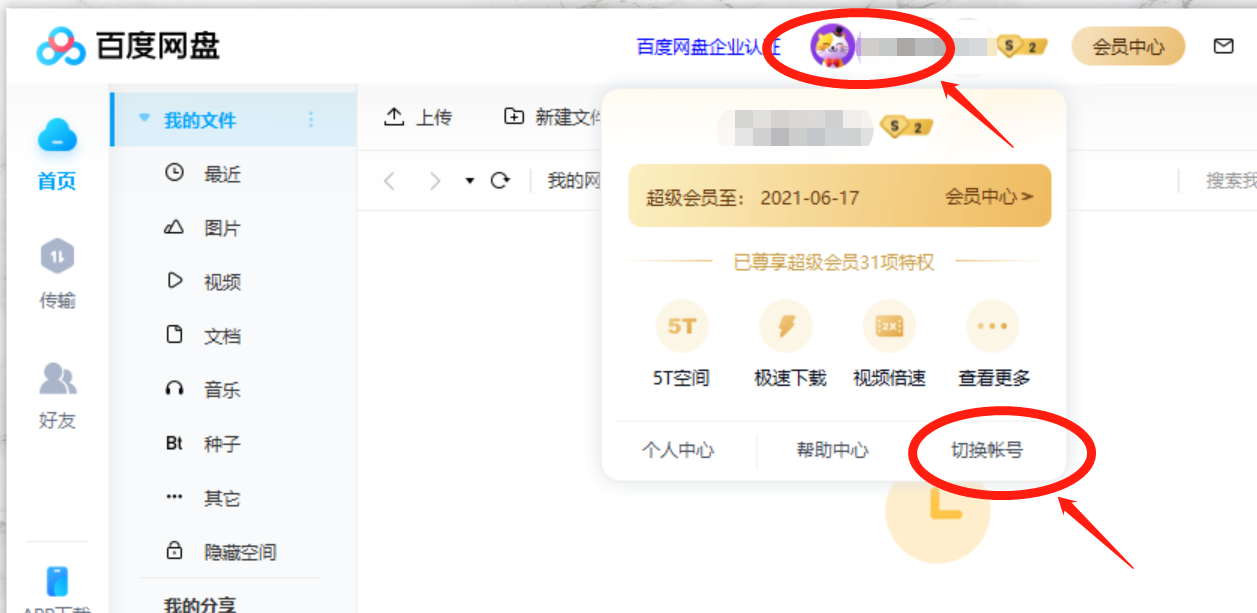 百度网盘
百度网盘企业认证
S 2
会员中心
首页
传输
好友
我的文件
最近
图片
视频
文档
音乐
Bt 种子
其它
隐藏空间
我的分享
上传
新建文件
我的网
搜索我
S 2
超级会员至： 2021-06-17
会员中心＞
已尊享超级会员31项特权
5T
2X
5T空间
极速下载
视频倍速
查看更多
个人中心
帮助中心
切换帐号
APP下载